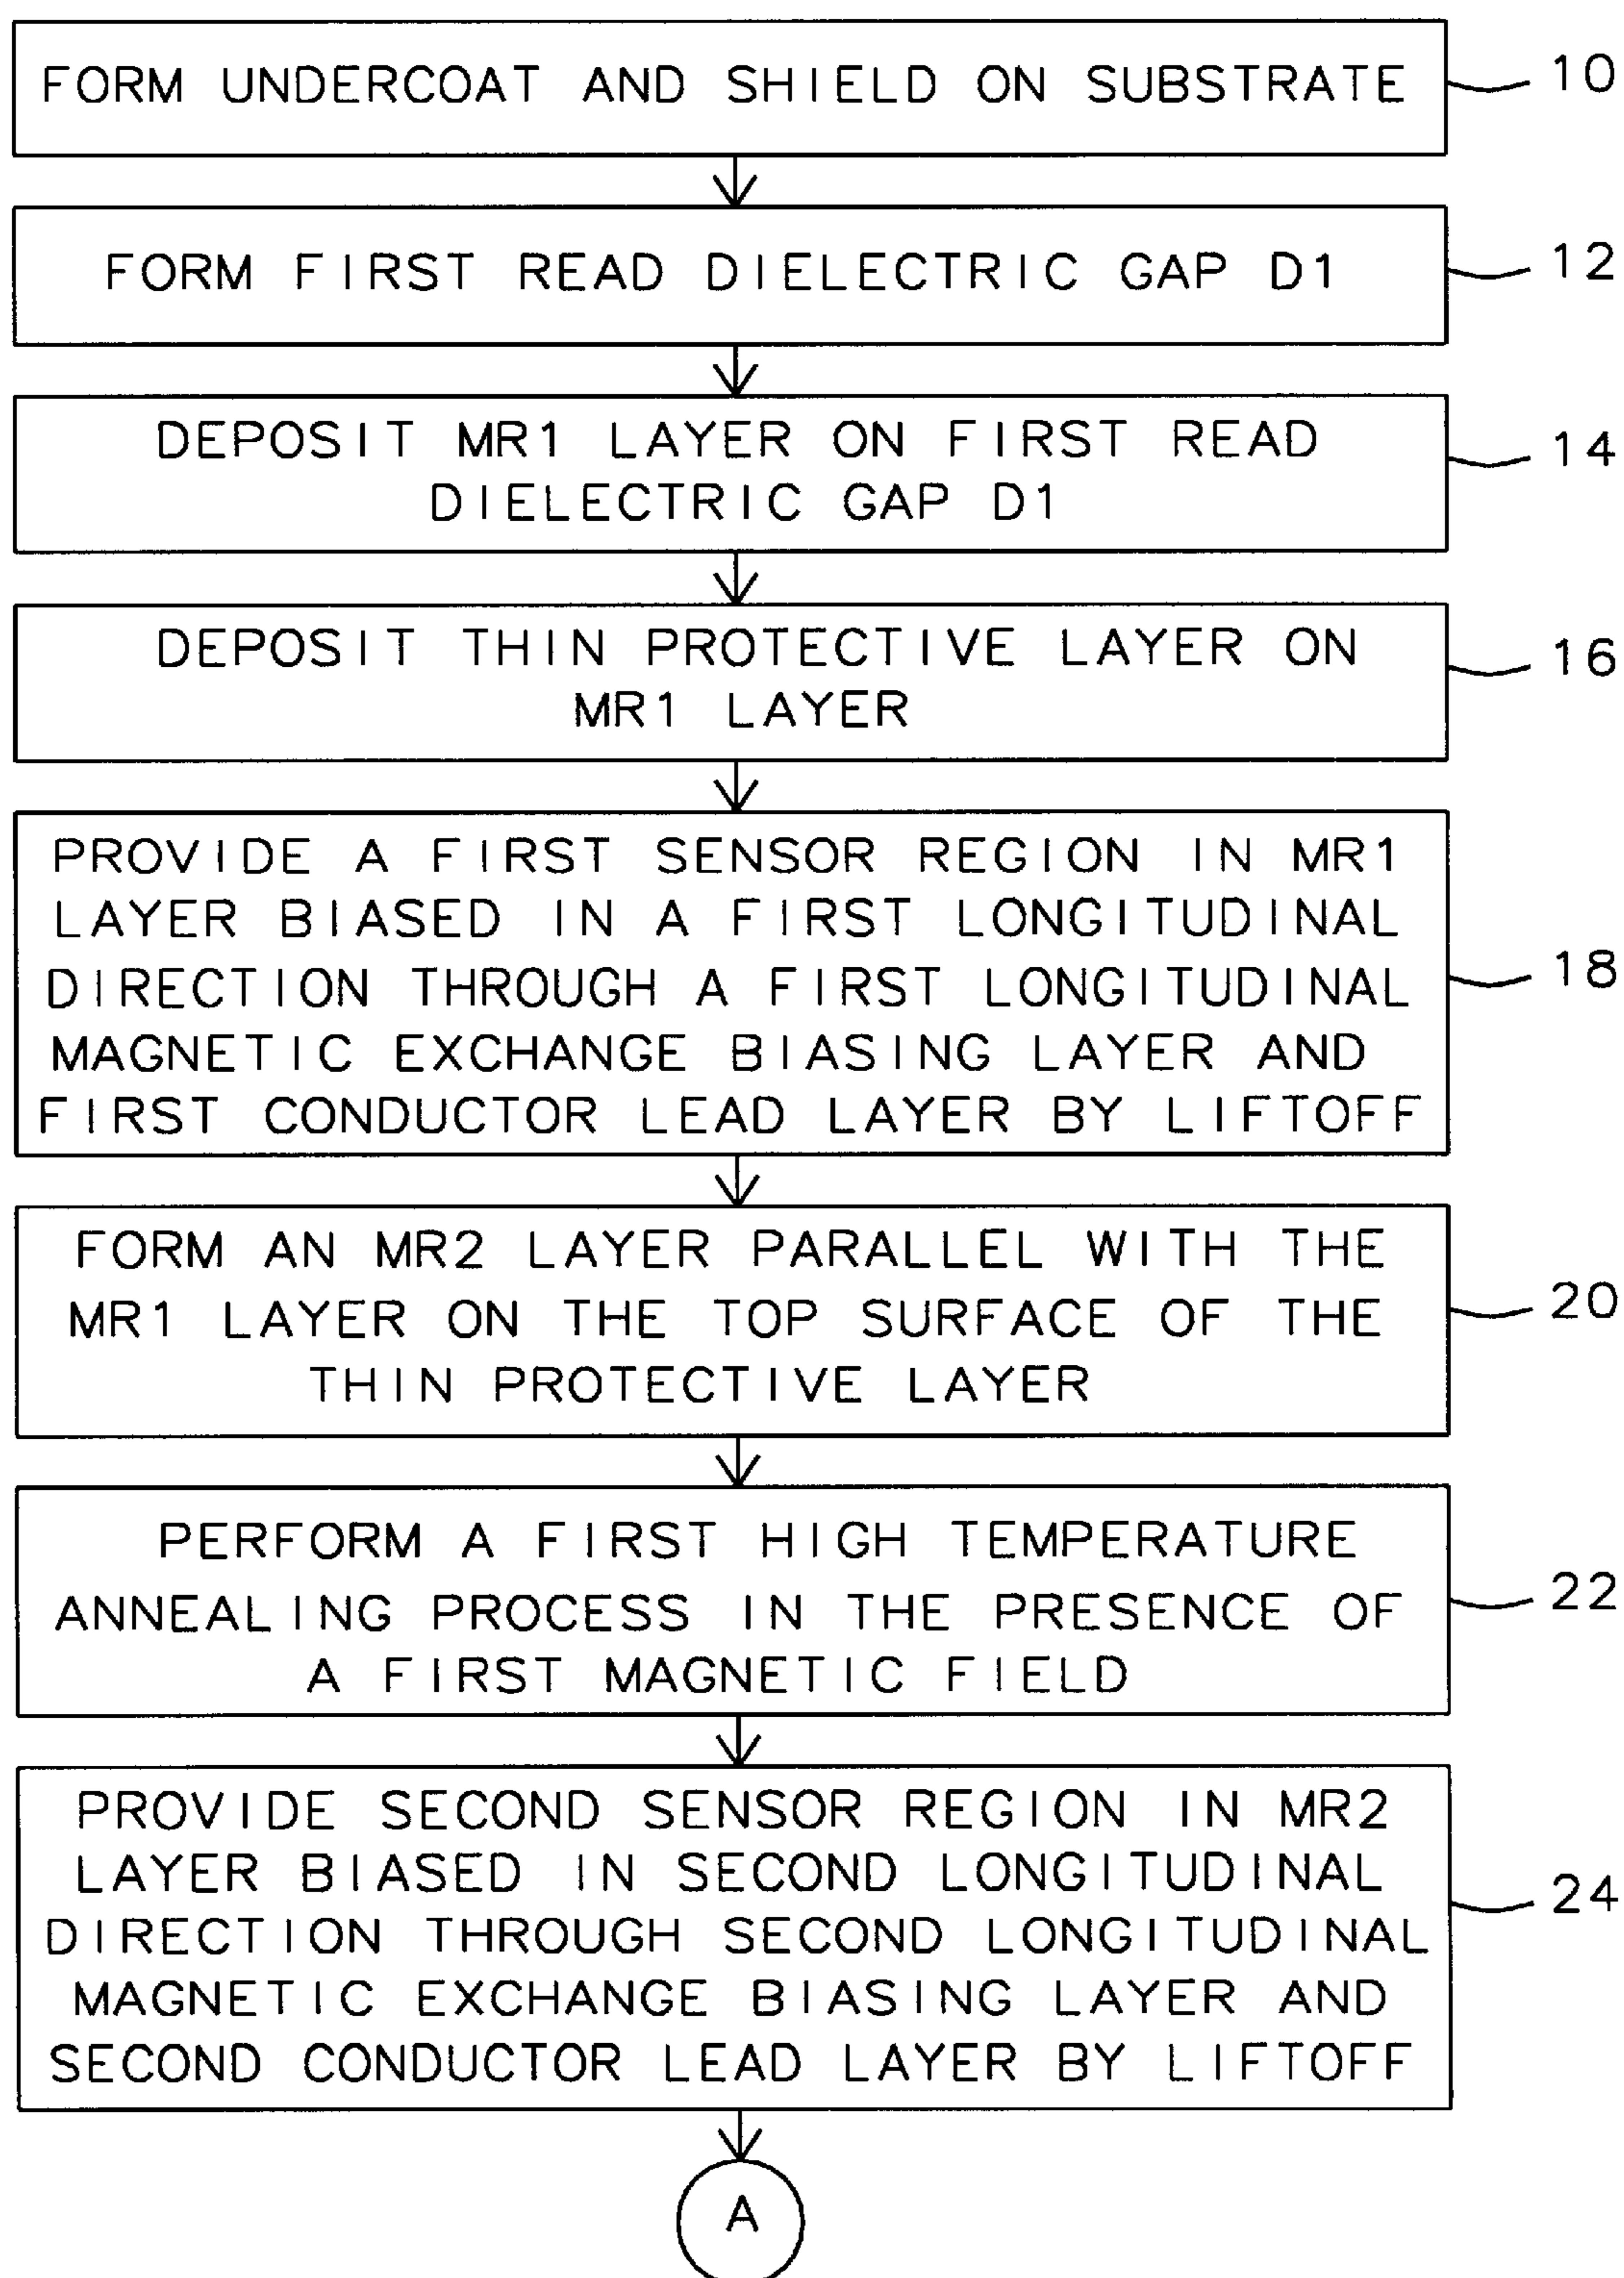 FORM UNDERCOAT AND SHIELD ON SUBSTRATE
10
FORM FIRST READ DIELECTRIC GAP D1
12
DEPOSIT MR1 LAYER ON FIRST READ
DIELECTRIC GAP D1
14
DEPOSIT THIN PROTECTIVE LAYER ON
MR1 LAYER
16
PROVIDE A FIRST SENSOR REGION IN MR1
LAYER BIASED IN A FIRST LONGITUDINAL
DIRECTION THROUGH A FIRST LONGITUDINAL
MAGNETIC EXCHANGE BIASING LAYER AND
FIRST CONDUCTOR LEAD LAYER BY LIFTOFF
18
FORM AN MR2 LAYER PARALLEL WITH THE
MR1 LAYER ON THE TOP SURFACE OF THE
THIN PROTECTIVE LAYER
20
PERFORM A FIRST HIGH TEMPERATURE
ANNEALING PROCESS IN THE PRESENCE OF
A FIRST MAGNETIC FIELD
22
PROVIDE SECOND SENSOR REGION IN MR2
LAYER BIASED IN SECOND LONGITUDINAL
DIRECTION THROUGH SECOND LONGITUDINAL
MAGNETIC EXCHANGE BIASING LAYER AND
SECOND CONDUCTOR LEAD LAYER BY LIFTOFF
24
A